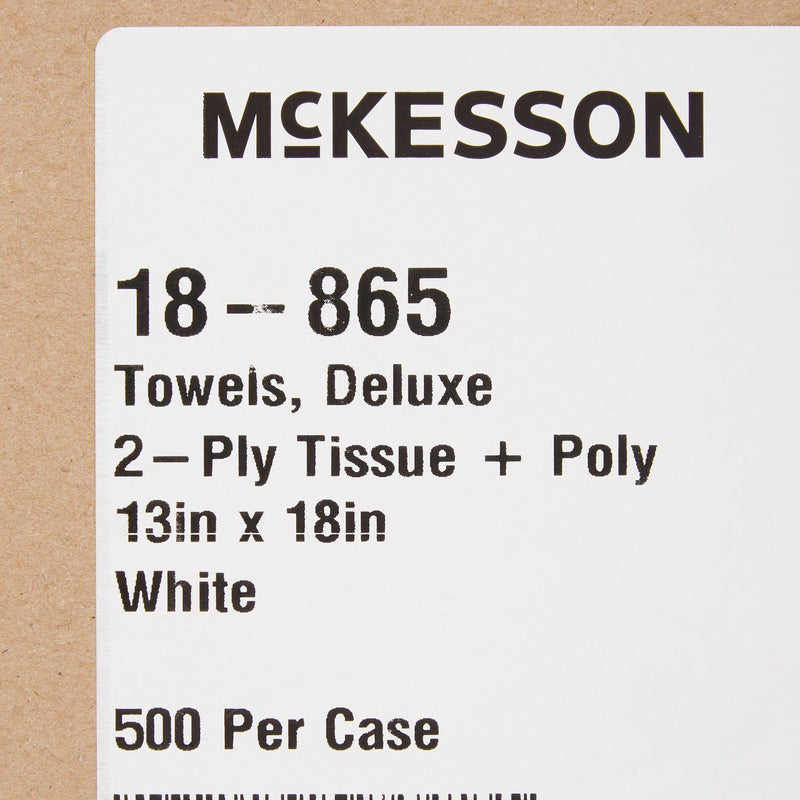 McKESSON
18-865
Towels, Deluxe
2-Ply Tissue + Poly
13in x 18in
White
500 Per Case